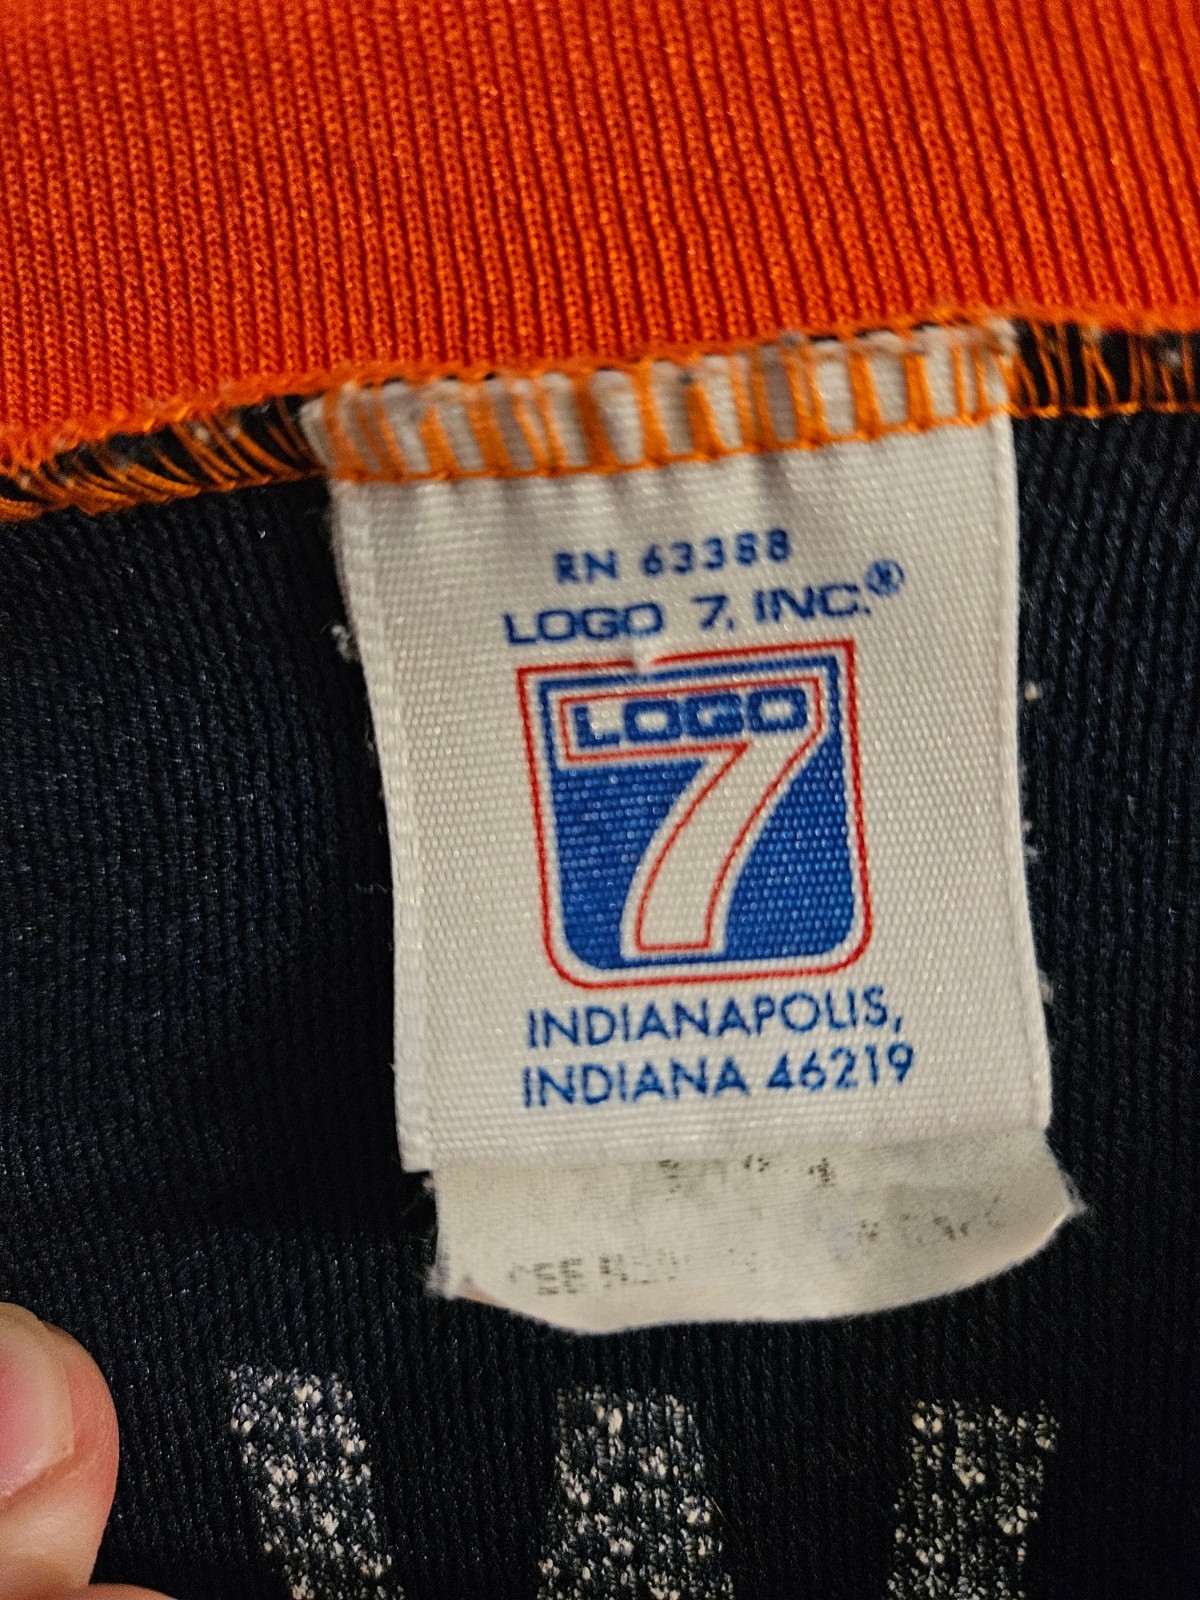 RN 63388
LOGO 7, INC.®
LOGO
7
INDIANAPOLIS,
INDIANA 46219